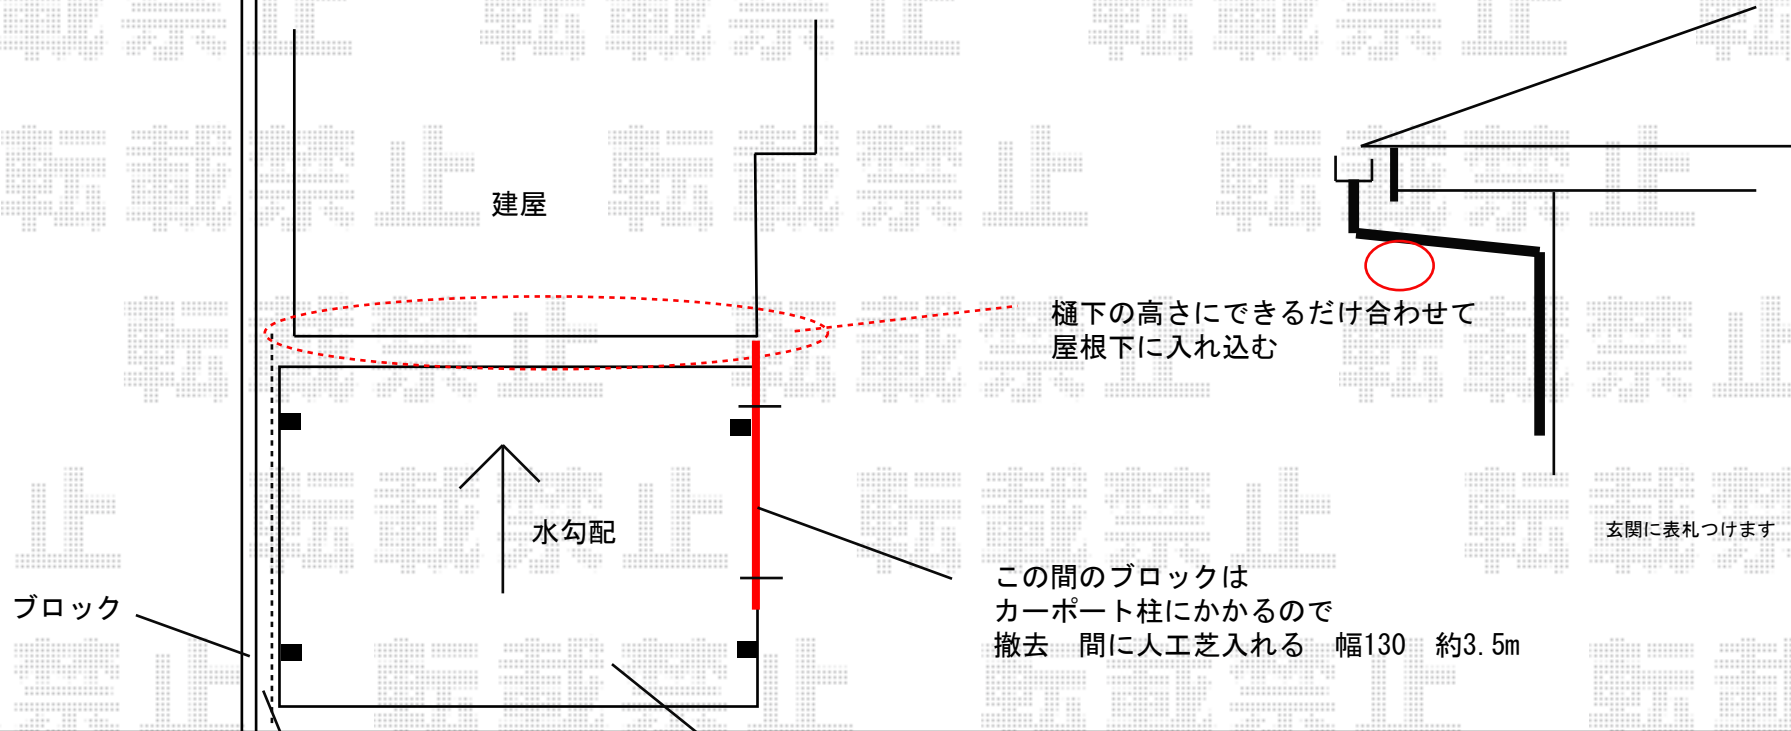 建屋
樋下の高さにできるだけ合わせて
屋根下に入れ込む
水勾配
玄関に表札つけます
ブロック
この間のブロックは
カーポート柱にかかるので
撤去　間に人工芝入れる　幅130　約3.5m
転載禁止